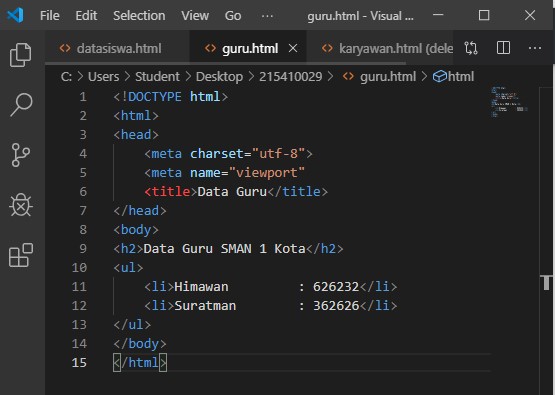 File Edit Selection View Go ··· guru.html - Visual ...
datasiswa.html guru.html karyawan.html (dele
C: > Users > Student > Desktop > 215410029 > guru.html > html
1 <!DOCTYPE html>
2 <html>
3 <head>
4 <meta charset="utf-8">
5 <meta name="viewport"
6 <title>Data Guru</title>
7 </head>
8 <body>
9 <h2>Data Guru SMAN 1 Kota</h2>
10 <ul>
11 <li>Himawan : 626232</li>
12 <li>Suratman : 362626</li>
13 </ul>
14 </body>
15 </html>